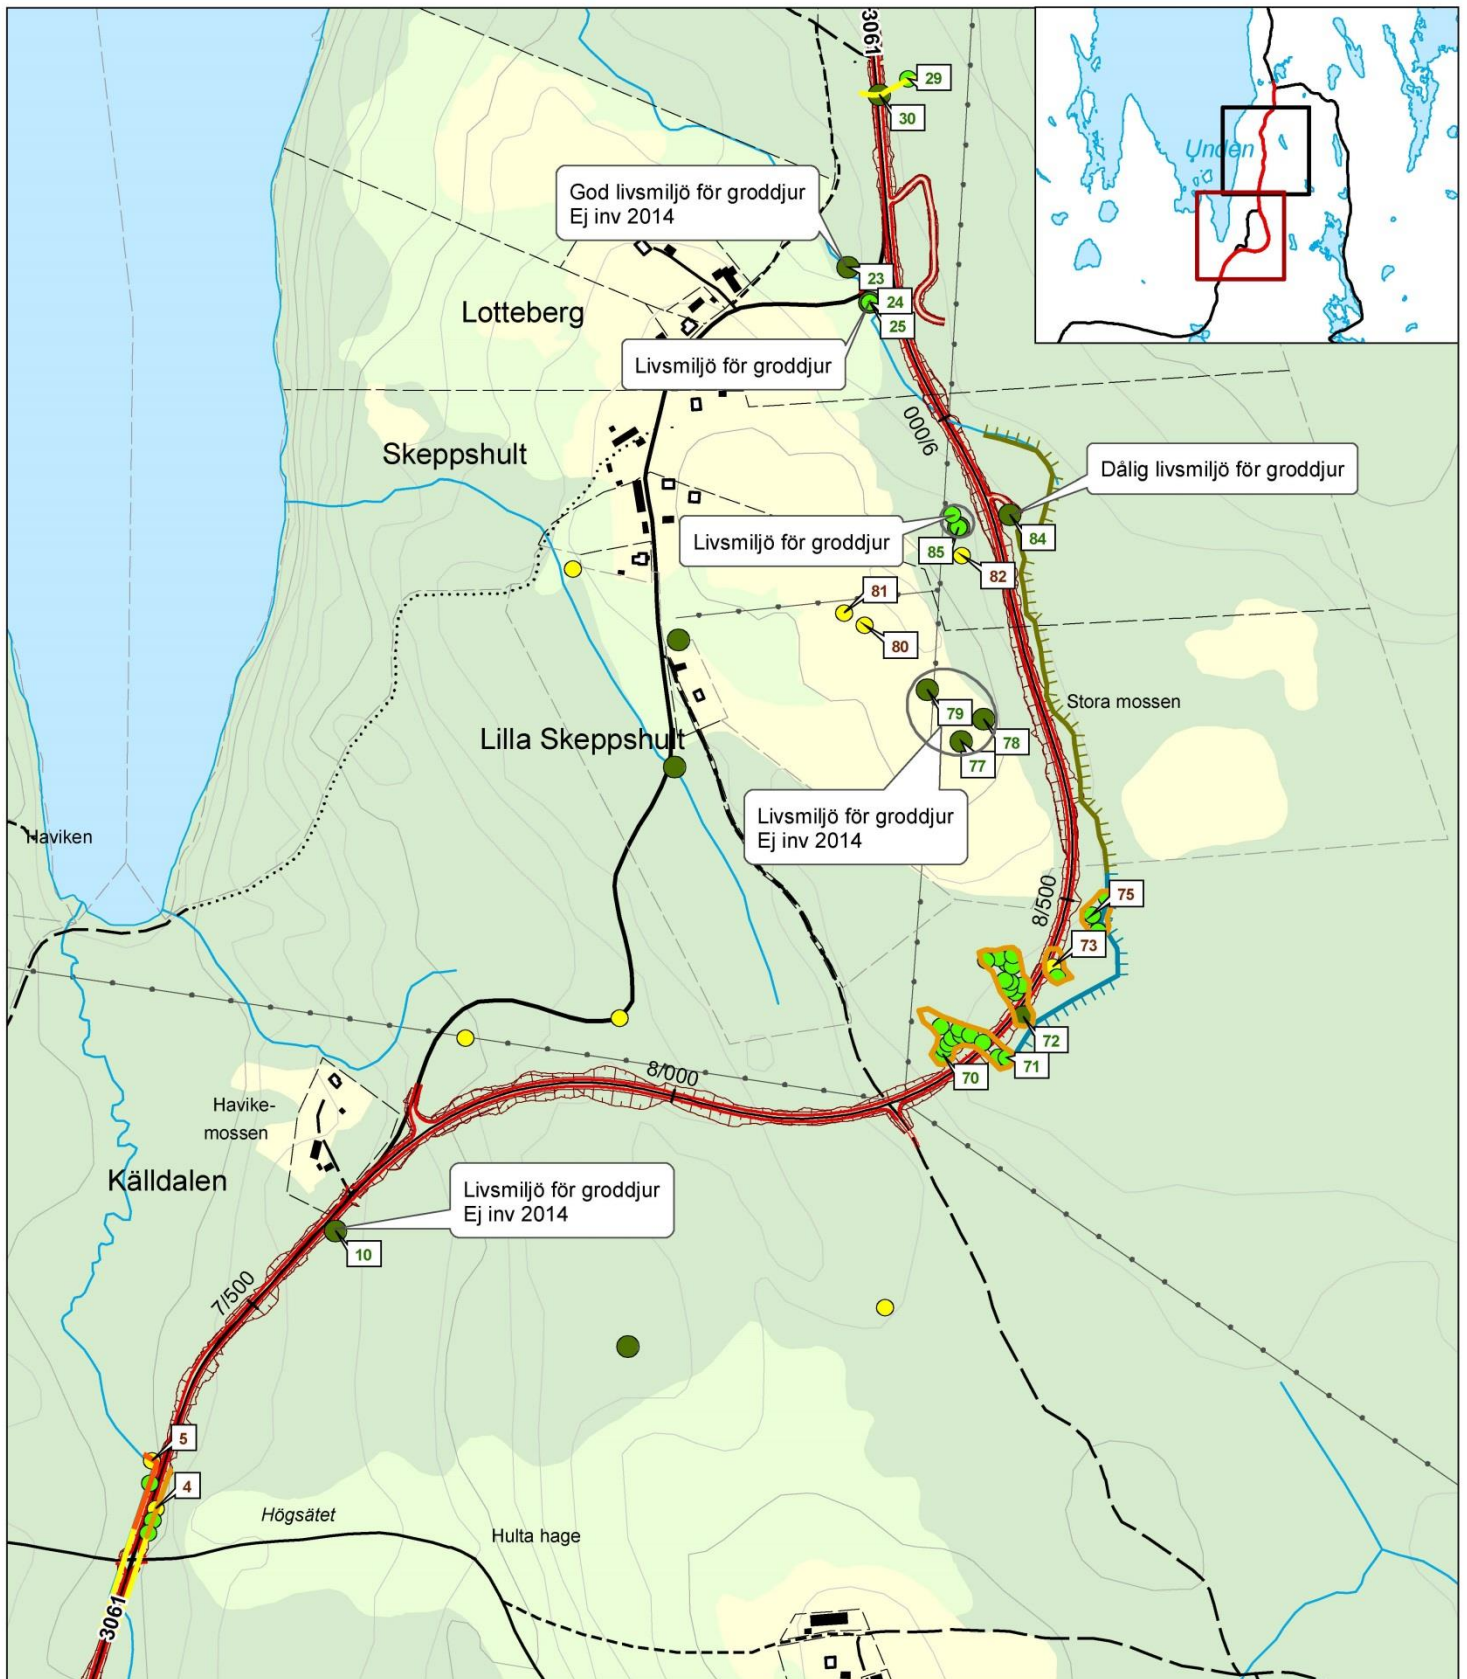 3061
29
30
Unden
God livsmiljö för groddjur
Ej inv 2014
23
24
25
Lotteberg
Livsmiljö för groddjur
9/000
Skeppshult
Dålig livsmiljö för groddjur
Livsmiljö för groddjur
85
84
82
81
80
79
78
77
Stora mossen
Lilla Skeppshult
Livsmiljö för groddjur
Ej inv 2014
Haviken
8/500
75
73
72
71
70
8/000
Havike-
mossen
Källdalen
Livsmiljö för groddjur
Ej inv 2014
10
7/500
5
4
Högsätet
Hulta hage
3061